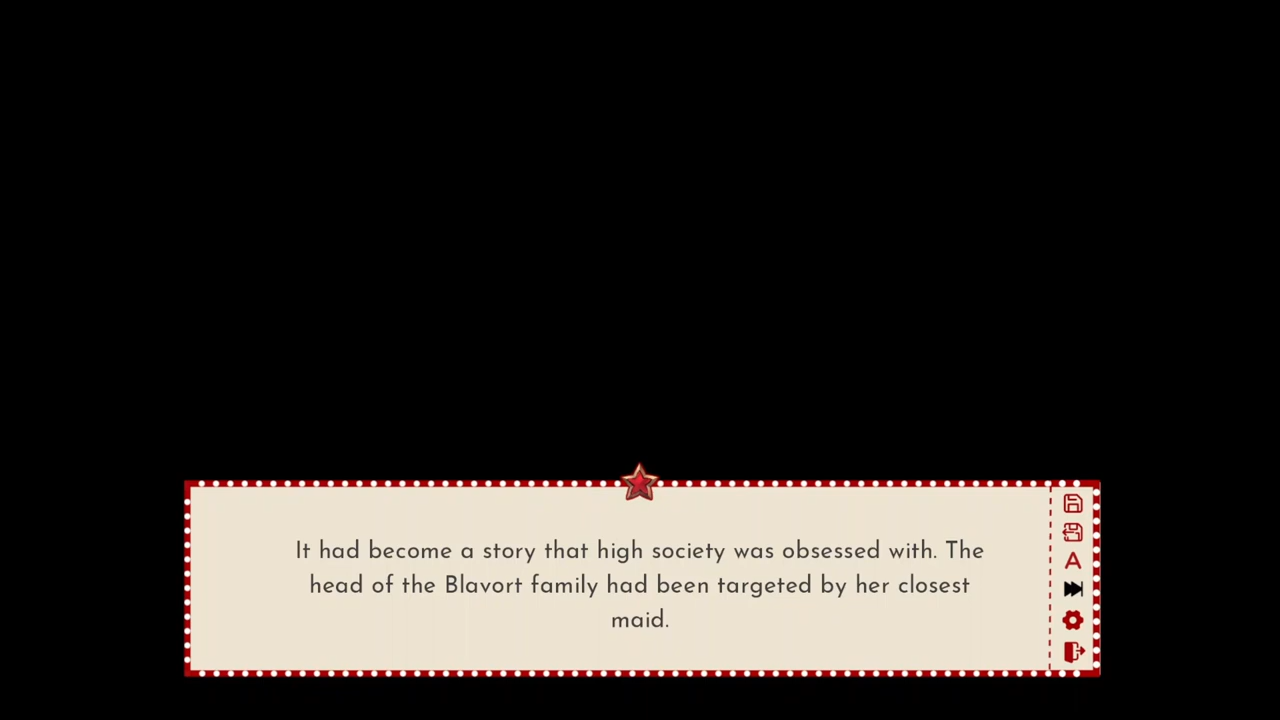 It had become a story that high society was obsessed with. The
head of the Blavort family had been targeted by her closest
maid.
A